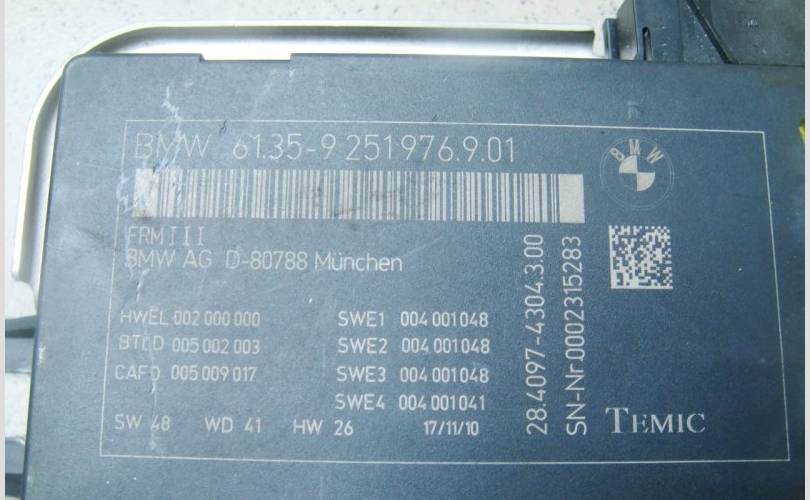 BMW 61.35-9 251976.9.01
BMW
FRMIII
BMW AG D-80788 München
HWEL 002 000 000
BTLD 005 002 003
CAFD 005 009 017
SWE1 004 001048
SWE2 004 001048
SWE3 004 001048
SWE4 004 001041
SW 48 WD 41 HW 26 17/11/10
28.4097-4304.3.00
SN-Nr.0002315283
TEMIC